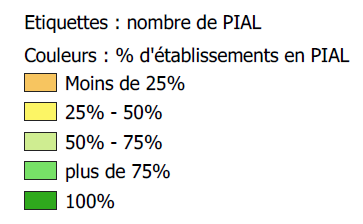 Etiquettes : nombre de PIAL
Couleurs : % d'établissements en PIAL
Moins de 25%
25% - 50%
50% - 75%
plus de 75%
100%